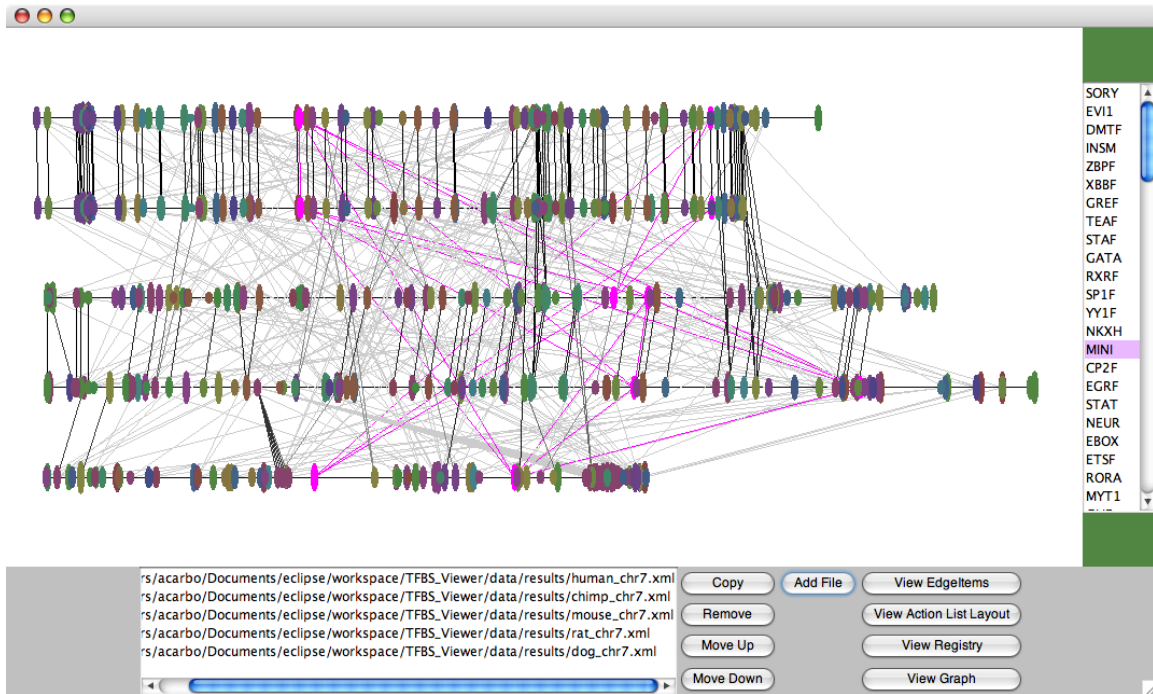 SORY
EVI1
DMTF
INSM
ZBPF
XBBF
GREF
TEAF
STAF
GATA
RXRF
SP1F
YY1F
NKXH
MINI
CP2F
EGRF
STAT
NEUR
EBOX
ETSF
RORA
MYT1
rs/acarbo/Documents/eclipse/workspace/TFBS_Viewer/data/results/human_chr7.xml
rs/acarbo/Documents/eclipse/workspace/TFBS_Viewer/data/results/chimp_chr7.xml
rs/acarbo/Documents/eclipse/workspace/TFBS_Viewer/data/results/mouse_chr7.xml
rs/acarbo/Documents/eclipse/workspace/TFBS_Viewer/data/results/rat_chr7.xml
rs/acarbo/Documents/eclipse/workspace/TFBS_Viewer/data/results/dog_chr7.xml
Copy Add File View EdgeItems
Remove View Action List Layout
Move Up View Registry
Move Down View Graph